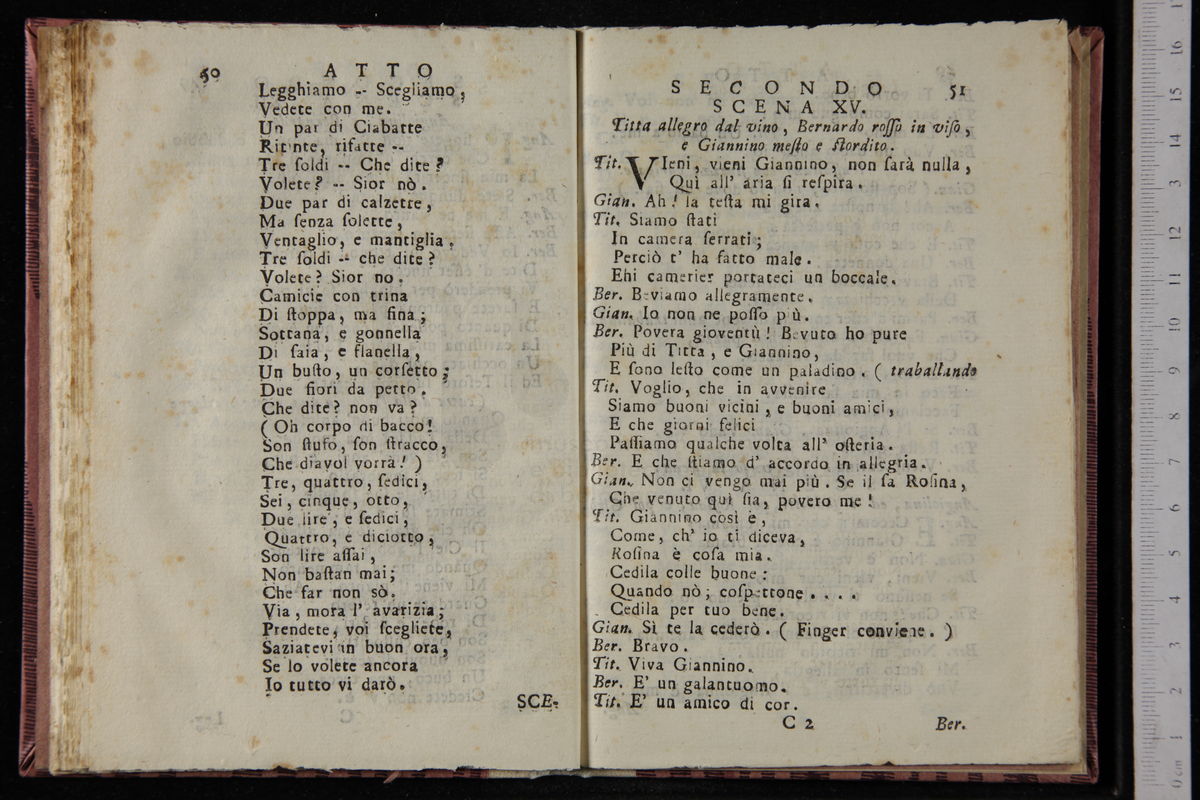 50 ATTO
Legghiamo -- Scegliamo,
Vedete con me.
Un par di Ciabatte
Ritinte, rifatte --
Tre ſoldi -- Che dite?
Volete? -- Sior nò.
Due par di calzette,
Ma ſenza ſolette,
Ventaglio, e mantiglia,
Tre ſoldi -- che dite?
Volete? Sior no.
Camicie con trina
Di ſtoppa, ma fina;
Sottana, e gonnella
Di ſaia, e flanella,
Un buſto, un corſetto;
Due fiori da petto.
Che dite? non va?
(Oh corpo di bacco!
Son ſtufo, ſon ſtracco,
Che diavol vorrà!)
Tre, quattro, ſedici,
Sei, cinque, otto,
Due lire, e ſedici,
Quattro, e diciotto,
Son lire aſſai,
Non baſtan mai;
Che far non sò.
Via, mora l' avarizia;
Prendete, voi ſcegliete,
Saziatevi in buon ora,
Se lo volete ancora
Io tutto vi darò.
SCE-
SECONDO 51
SCENA XV.
Titta allegro dal vino, Bernardo roſſo in viſo,
e Giannino meſto e ſtordito.
Tit. VIeni, vieni Giannino, non ſarà nulla,
Quì all' aria ſi reſpira.
Gian. Ah! la teſta mi gira.
Tit. Siamo ſtati
In camera ferrati;
Perciò t' ha fatto male.
Ehi camerier portateci un boccale.
Ber. Beviamo allegramente.
Gian. Io non ne poſſo più.
Ber. Povera gioventù! Bevuto ho pure
Più di Titta, e Giannino,
E ſono leſto come un paladino. (traballando
Tit. Voglio, che in avvenire
Siamo buoni vicini, e buoni amici,
E che giorni felici
Paſſiamo qualche volta all' oſteria.
Ber. E che ſtiamo d' accordo in allegria.
Gian. Non ci vengo mai più. Se il ſa Roſina,
Che venuto quì ſia, povero me!
Tit. Giannino così è,
Come, ch' io ti diceva,
Roſina è coſa mia.
Cedila colle buone:
Quando nò; coſpettone....
Cedila per tuo bene.
Gian. Sì te la cederò. (Finger conviene.)
Ber. Bravo.
Tit. Viva Giannino.
Ber. E' un galantuomo.
Tit. E' un amico di cor.
C 2 Ber.